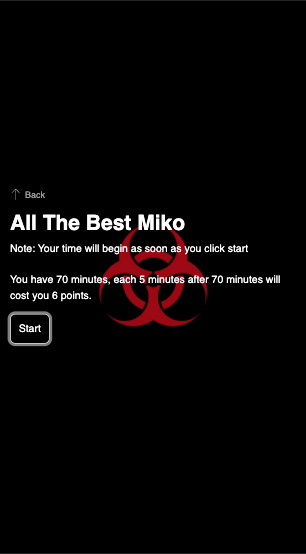 Back
All The Best Miko
Note: Your time will begin as soon as you click start
You have 70 minutes, each 5 minutes after 70 minutes will
cost you 6 points.
Start